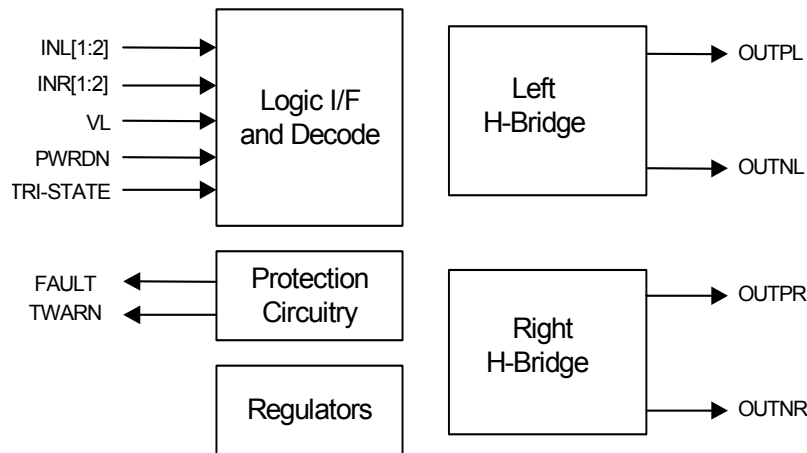 INL[1:2]
INR[1:2]
VL
PWRDN
TRI-STATE
Logic I/F
and Decode
FAULT
TWARN
Protection
Circuitry
Regulators
Left
H-Bridge
OUTPL
OUTNL
Right
H-Bridge
OUTPR
OUTNR